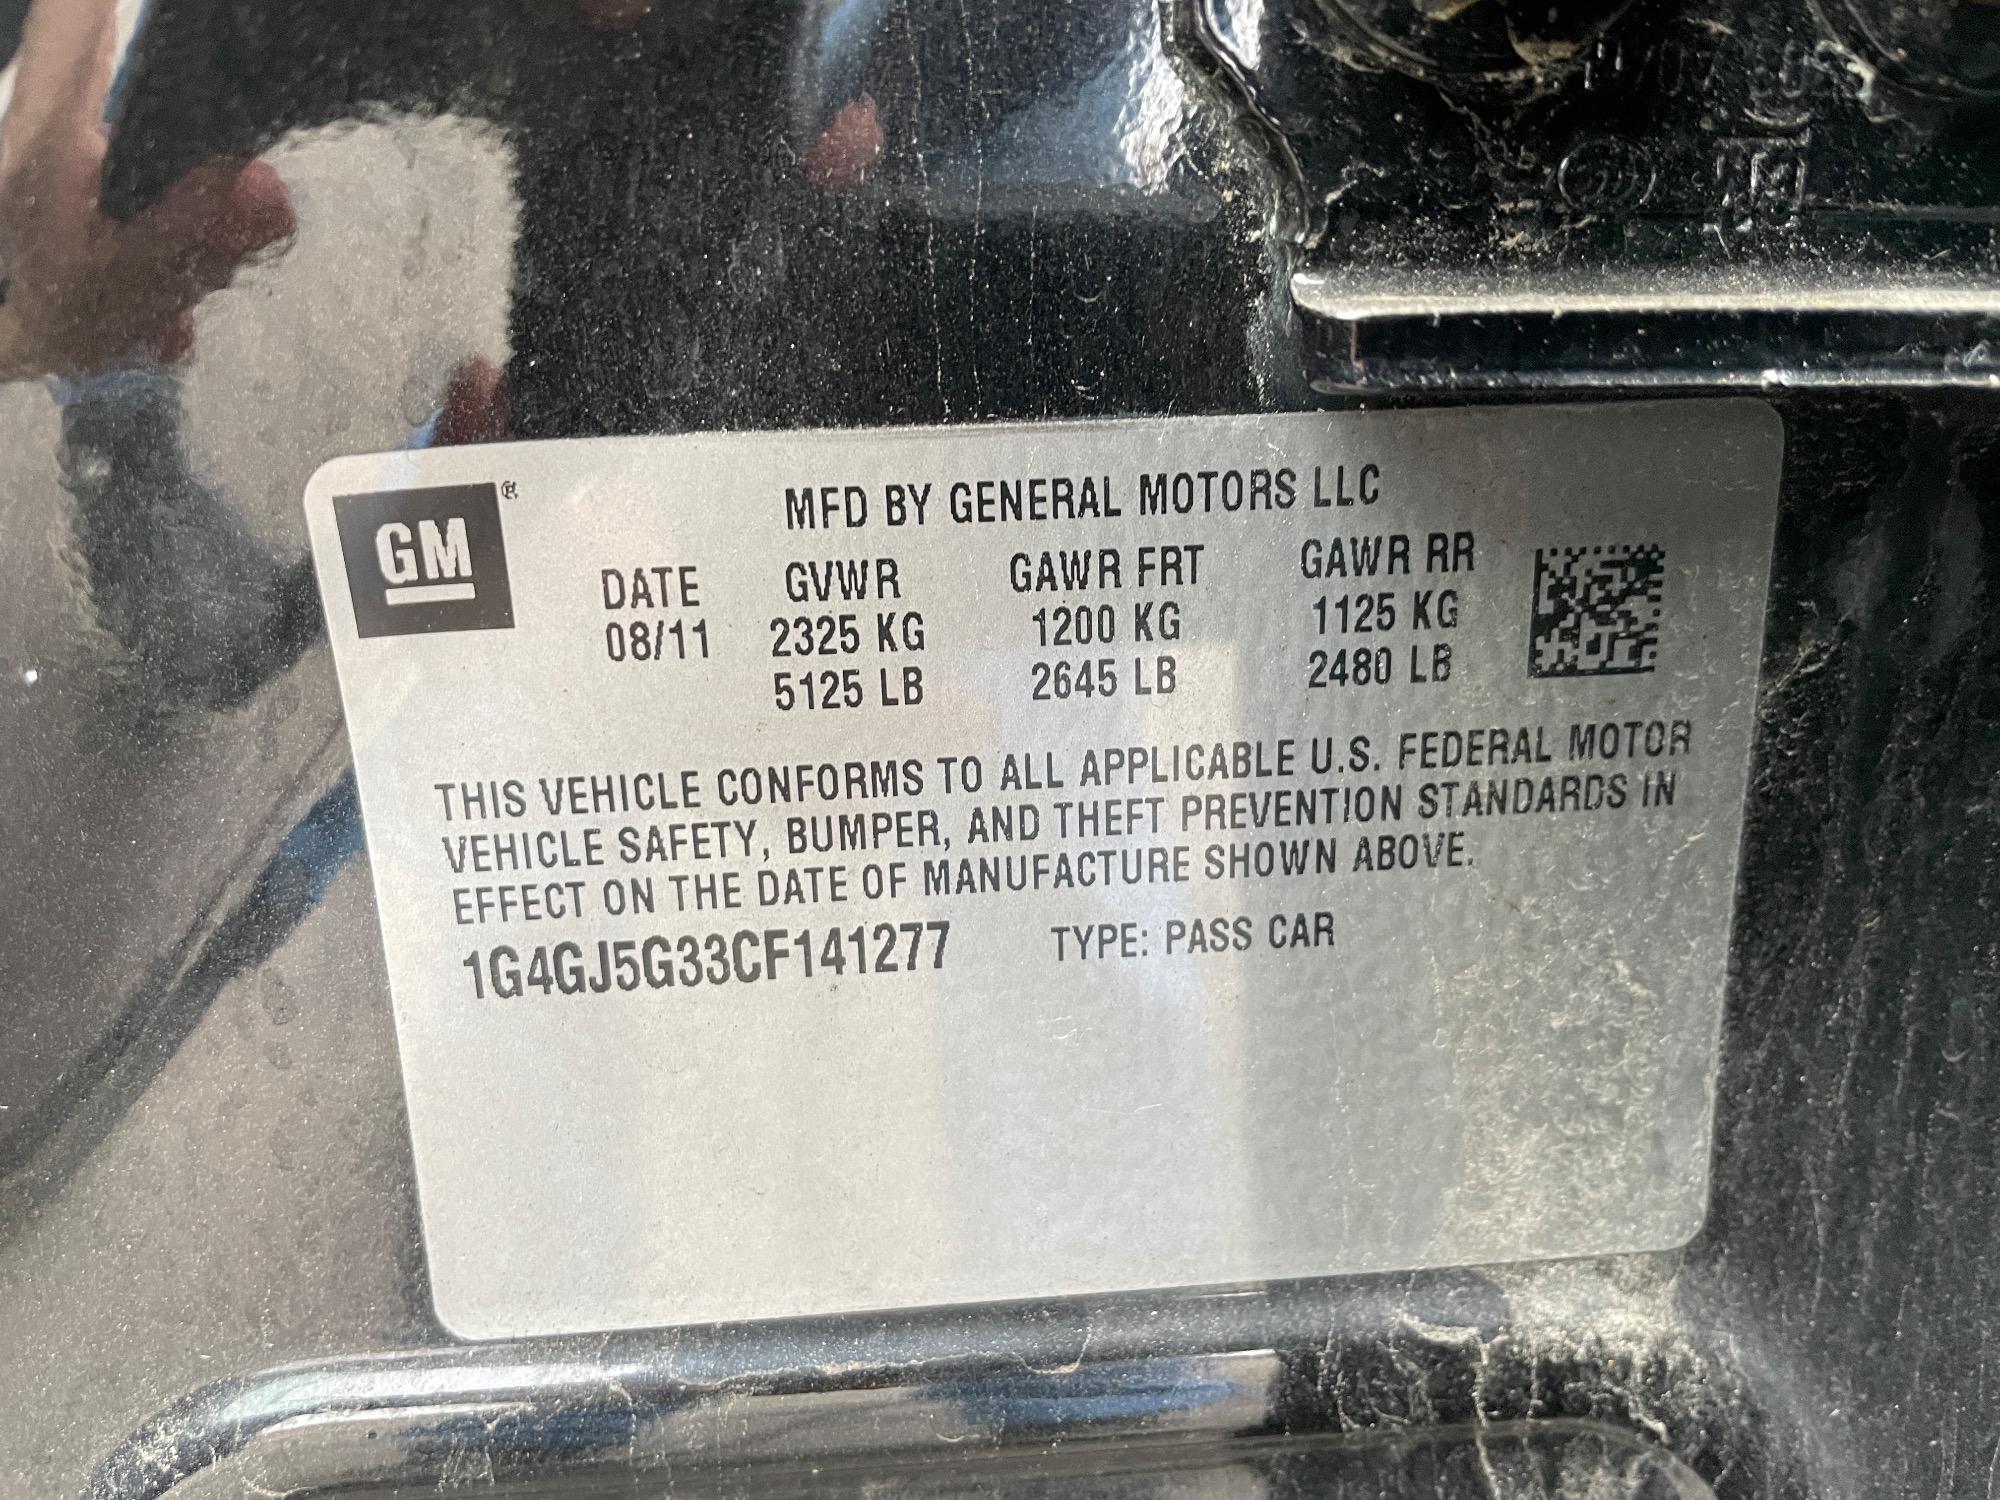 GM ®
MFD BY GENERAL MOTORS LLC
DATE GVWR GAWR FRT GAWR RR
08/11 2325 KG 1200 KG 1125 KG
5125 LB 2645 LB 2480 LB
THIS VEHICLE CONFORMS TO ALL APPLICABLE U.S. FEDERAL MOTOR
VEHICLE SAFETY, BUMPER, AND THEFT PREVENTION STANDARDS IN
EFFECT ON THE DATE OF MANUFACTURE SHOWN ABOVE.
1G4GJ5G33CF141277 TYPE: PASS CAR